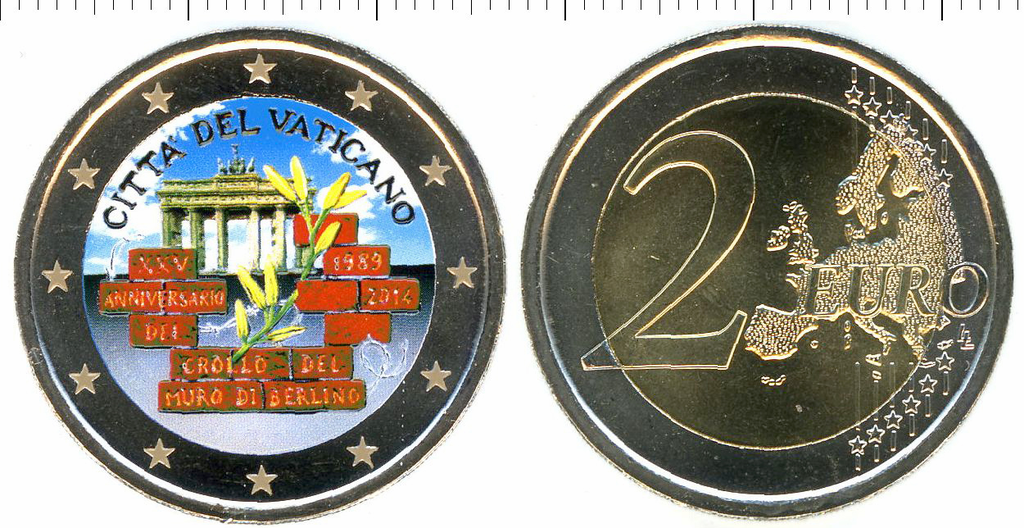 CITTA' DEL VATICANO
XXV 1989
ANNIVERSARIO 2014
DEL
CROLLO DEL
MURO DI BERLINO
2 EURO